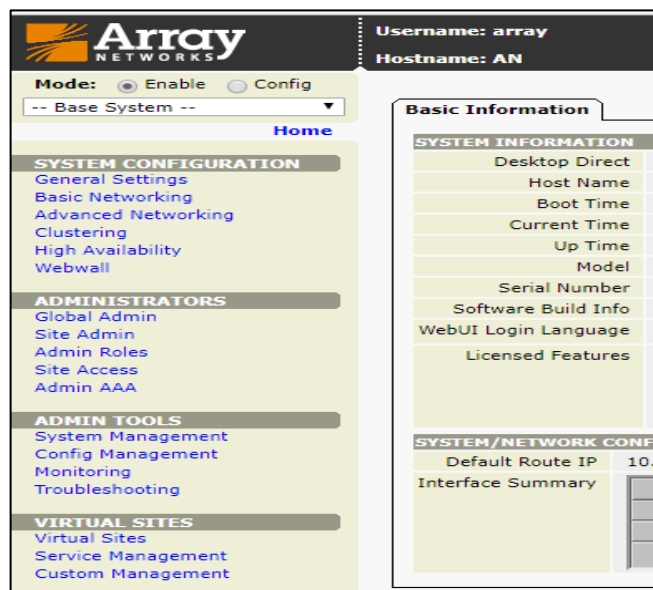 Array
NETWORKS
Username: array
Hostname: AN
Mode: Enable Config
-- Base System --
Home
SYSTEM CONFIGURATION
General Settings
Basic Networking
Advanced Networking
Clustering
High Availability
Webwall
ADMINISTRATORS
Global Admin
Site Admin
Admin Roles
Site Access
Admin AAA
ADMIN TOOLS
System Management
Config Management
Monitoring
Troubleshooting
VIRTUAL SITES
Virtual Sites
Service Management
Custom Management
Basic Information
SYSTEM INFORMATION
Desktop Direct
Host Name
Boot Time
Current Time
Up Time
Model
Serial Number
Software Build Info
WebUI Login Language
Licensed Features
SYSTEM/NETWORK CONF
Default Route IP 10.
Interface Summary